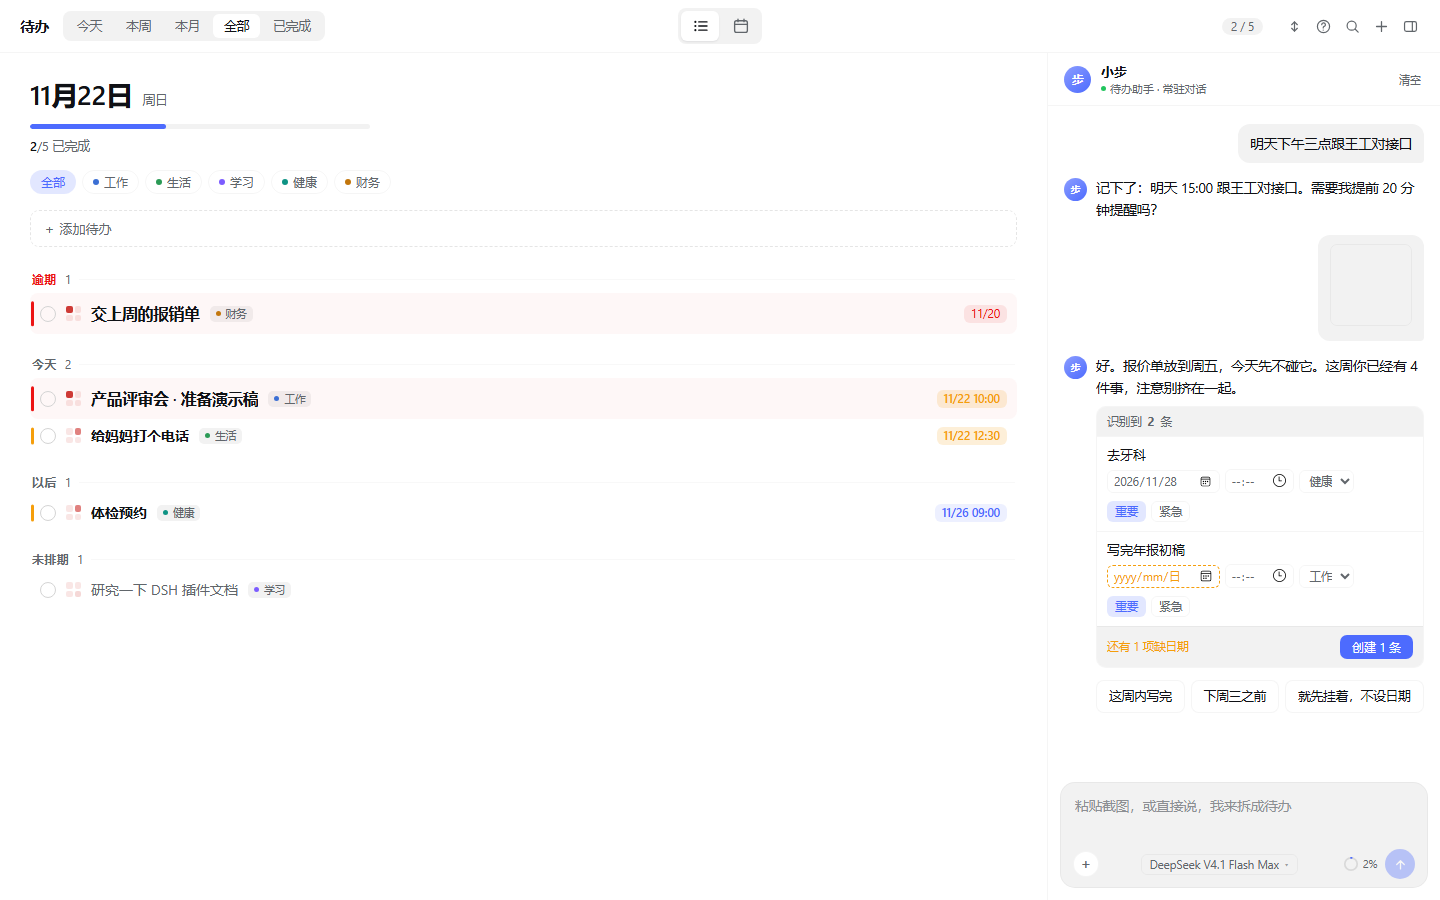 待办 今天 本周 本月 全部 已完成 2 / 5
11月22日 周日
2/5 已完成
全部 工作 生活 学习 健康 财务
+ 添加待办
逾期 1
交上周的报销单 财务 11/20
今天 2
产品评审会 · 准备演示稿 工作 11/22 10:00
给妈妈打个电话 生活 11/22 12:30
以后 1
体检预约 健康 11/26 09:00
未排期 1
研究一下 DSH 插件文档 学习
步 小步 清空
待办助手 · 常驻对话
明天下午三点跟王工对接口
步 记下了：明天 15:00 跟王工对接口。需要我提前 20 分
钟提醒吗？
步 好。报价单放到周五，今天先不碰它。这周你已经有 4
件事，注意别挤在一起。
识别到 2 条
去牙科
2026/11/28 --:-- 健康
重要 紧急
写完年报初稿
yyyy/mm/日 --:-- 工作
重要 紧急
还有 1 项缺日期 创建 1 条
这周内写完 下周三之前 就先挂着，不设日期
粘贴截图，或直接说，我来拆成待办
+ DeepSeek V4.1 Flash Max 2%